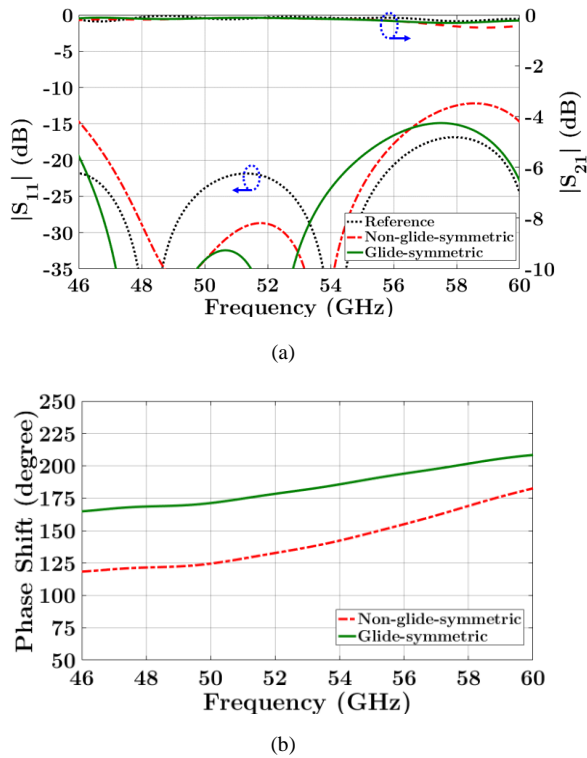 0
-5
-10
-15
-20
-25
-30
-35
|S11| (dB)
0
-2
-4
-6
-8
-10
|S21| (dB)
Reference
Non-glide-symmetric
Glide-symmetric
46 48 50 52 54 56 58 60
Frequency (GHz)
(a)
250
225
200
175
150
125
100
75
50
Phase Shift (degree)
Non-glide-symmetric
Glide-symmetric
46 48 50 52 54 56 58 60
Frequency (GHz)
(b)